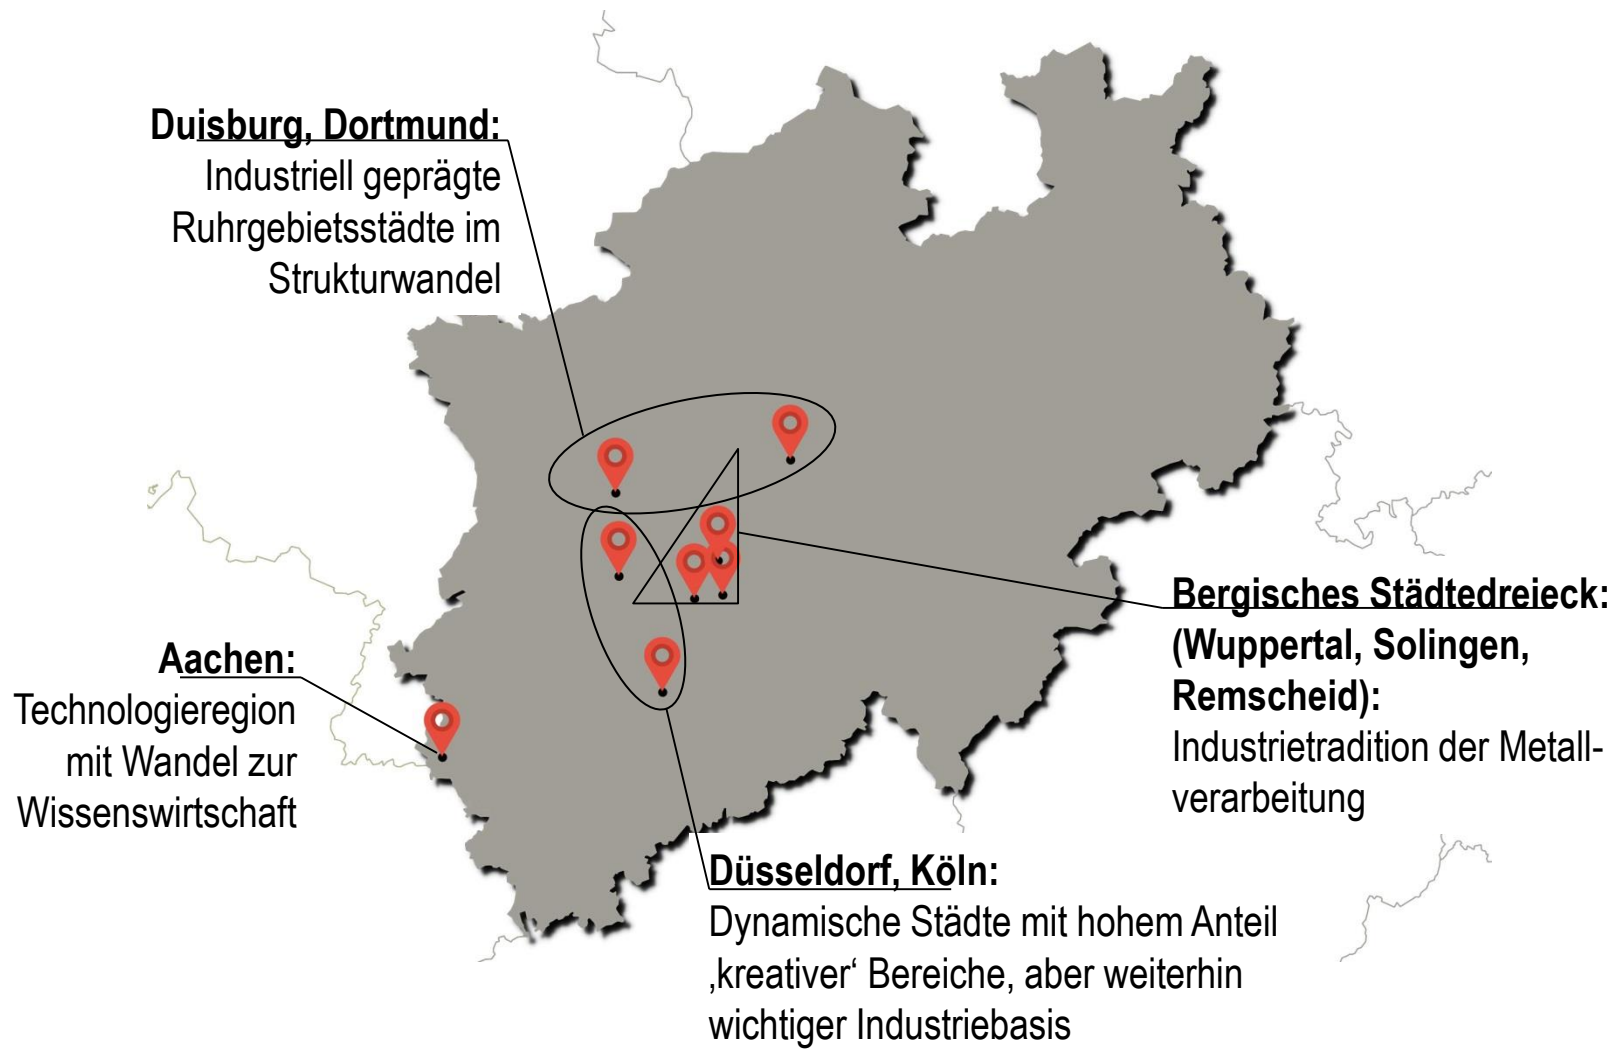 Duisburg, Dortmund:
Industriell geprägte
Ruhrgebietsstädte im
Strukturwandel
Aachen:
Technologieregion
mit Wandel zur
Wissenswirtschaft
Bergisches Städtedreieck:
(Wuppertal, Solingen,
Remscheid):
Industrietradition der Metall-
verarbeitung
Düsseldorf, Köln:
Dynamische Städte mit hohem Anteil
‚kreativer‘ Bereiche, aber weiterhin
wichtiger Industriebasis